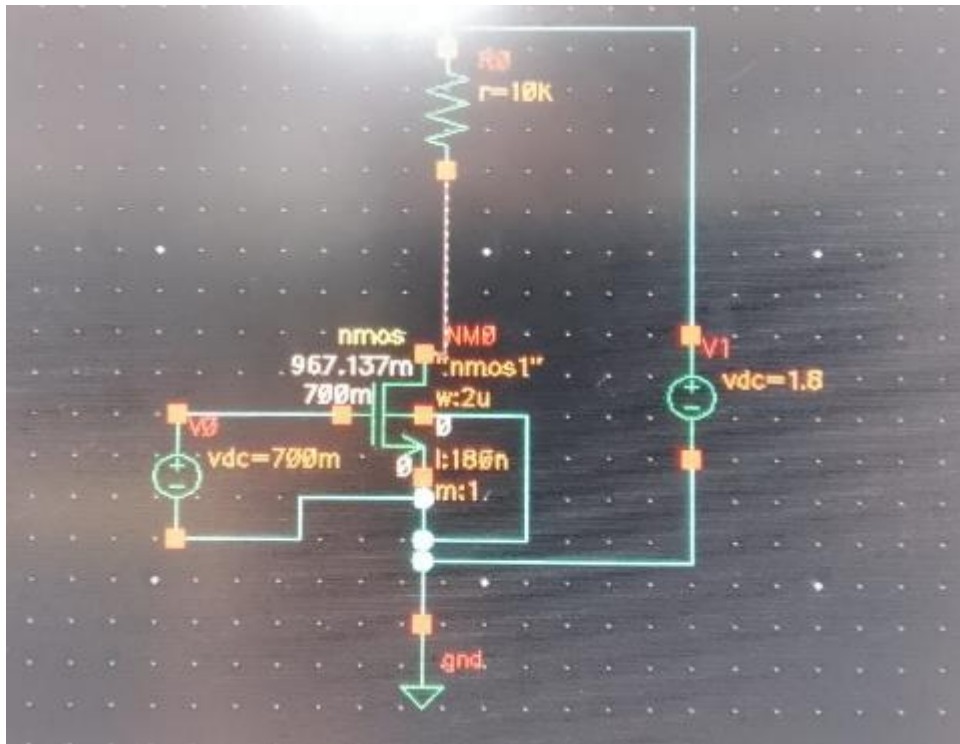 R0
r=10K
nmos
NM0
967.137m
"nmos1"
700m
w:2u
0
V1
vdc=1.8
V0
vdc=700m
0
l:180n
m:1
gnd